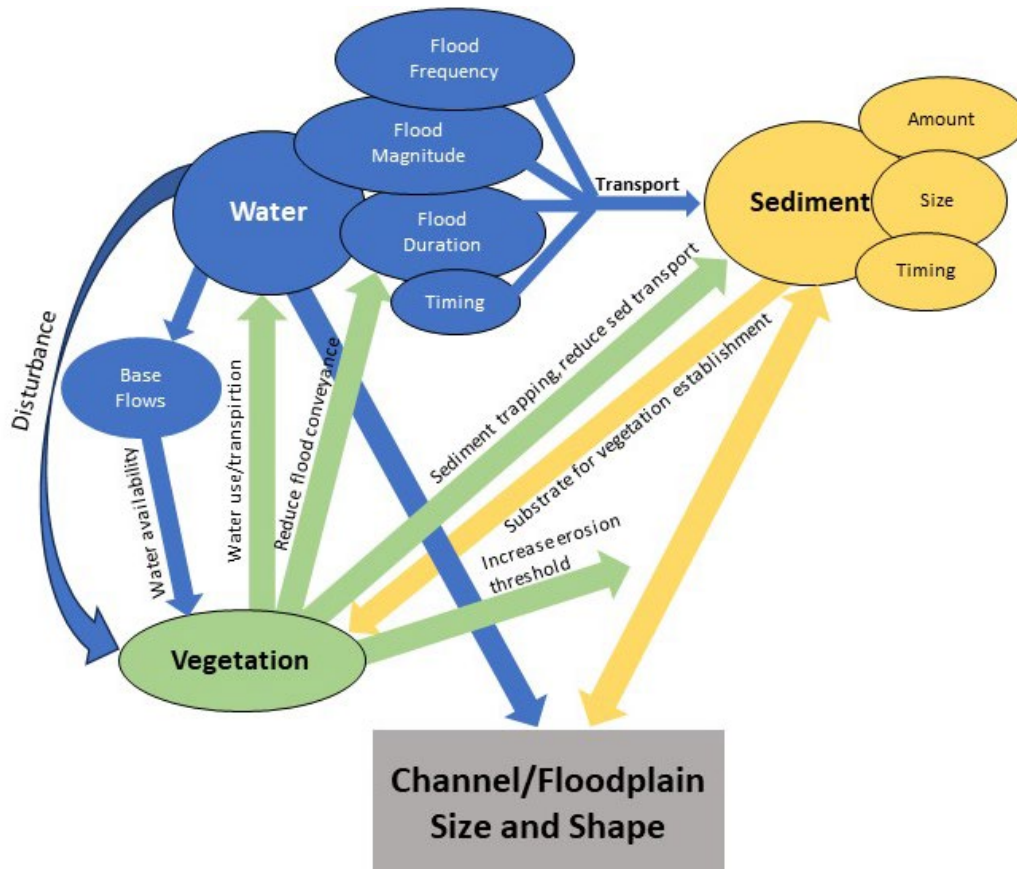 Flood
Frequency
Flood
Magnitude
Water
Flood
Duration
Timing
Transport
Sediment
Amount
Size
Timing
Disturbance
Base
Flows
Water availability
Water use/transpirtion
Reduce flood conveyance
Sediment trapping, reduce sed transport
Substrate for vegetation establishment
Increase erosion
threshold
Vegetation
Channel/Floodplain
Size and Shape